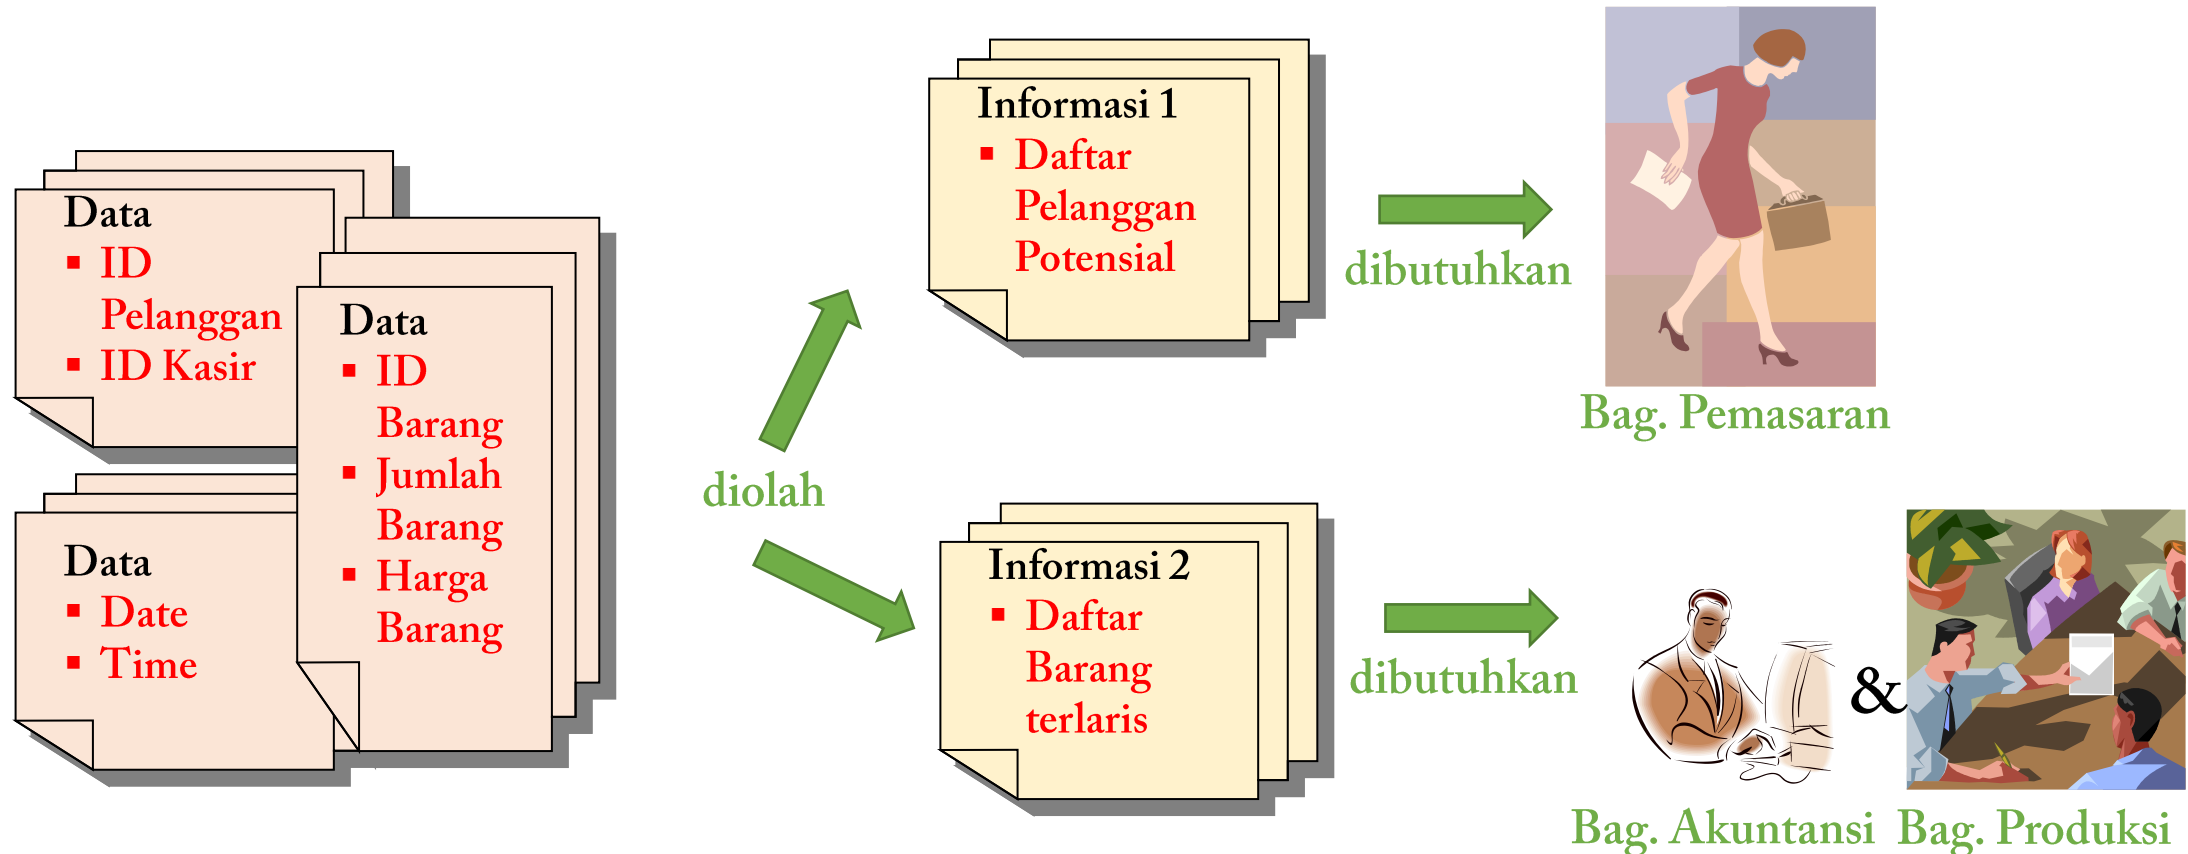 Data
▪ ID
Pelanggan
▪ ID Kasir
Data
▪ Date
▪ Time
Data
▪ ID
Barang
▪ Jumlah
Barang
▪ Harga
Barang
diolah
Informasi 1
▪ Daftar
Pelanggan
Potensial
dibutuhkan
Bag. Pemasaran
Informasi 2
▪ Daftar
Barang
terlaris
dibutuhkan
&
Bag. Akuntansi
Bag. Produksi